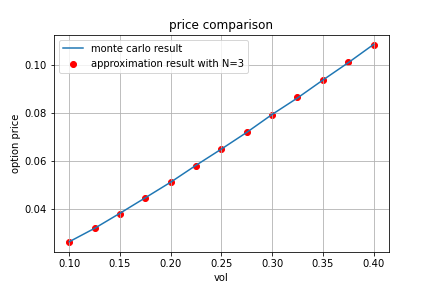 price comparison
monte carlo result
approximation result with N=3
option price
0.10
0.08
0.06
0.04
0.10 0.15 0.20 0.25 0.30 0.35 0.40
vol